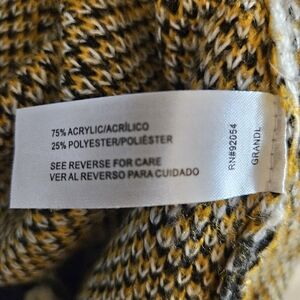 75% ACRYLIC/ACRÍLICO
25% POLYESTER/POLIÉSTER
SEE REVERSE FOR CARE
VER AL REVERSO PARA CUIDADO
RN#92054
GRANDL